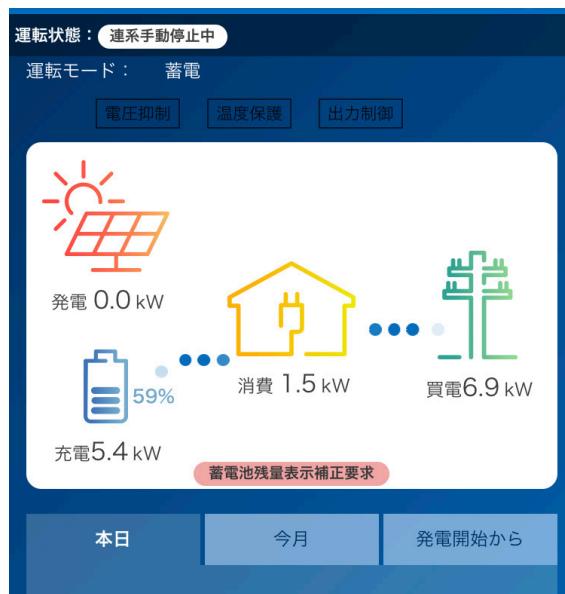 運転状態： 連系手動停止中
運転モード： 蓄電
電圧抑制 温度保護 出力制御
発電 0.0 kW
59%
消費 1.5 kW
買電6.9 kW
充電5.4 kW
蓄電池残量表示補正要求
本日 今月 発電開始から